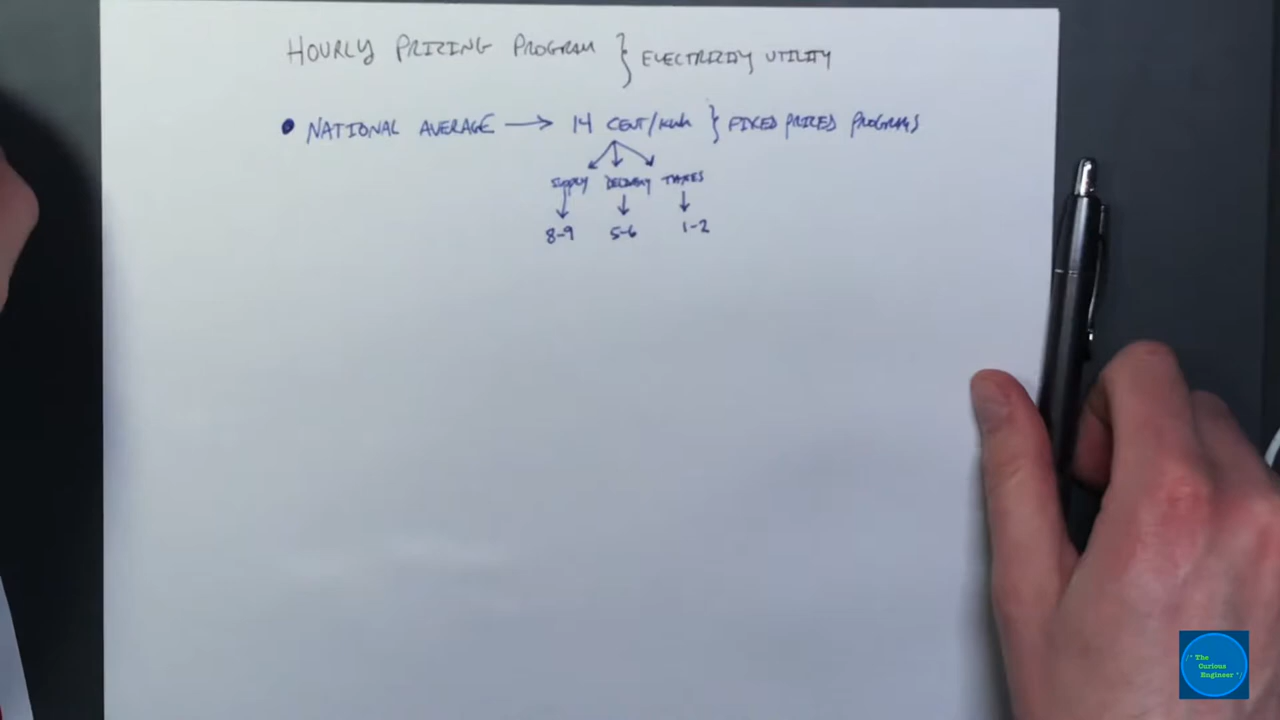 HOURLY PRICING PROGRAM } ELECTRICITY UTILITY
• NATIONAL AVERAGE → 14 CENT/kWh } FIXED PRICED PROGRAMS
SUPPLY DELIVERY TAXES
8-9 5-6 1-2
/* The
Curious
Engineer */